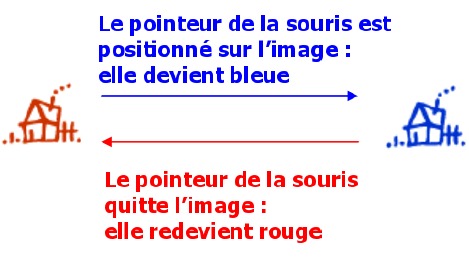 Le pointeur de la souris est
positionné sur l'image :
elle devient bleue
Le pointeur de la souris
quitte l'image :
elle redevient rouge